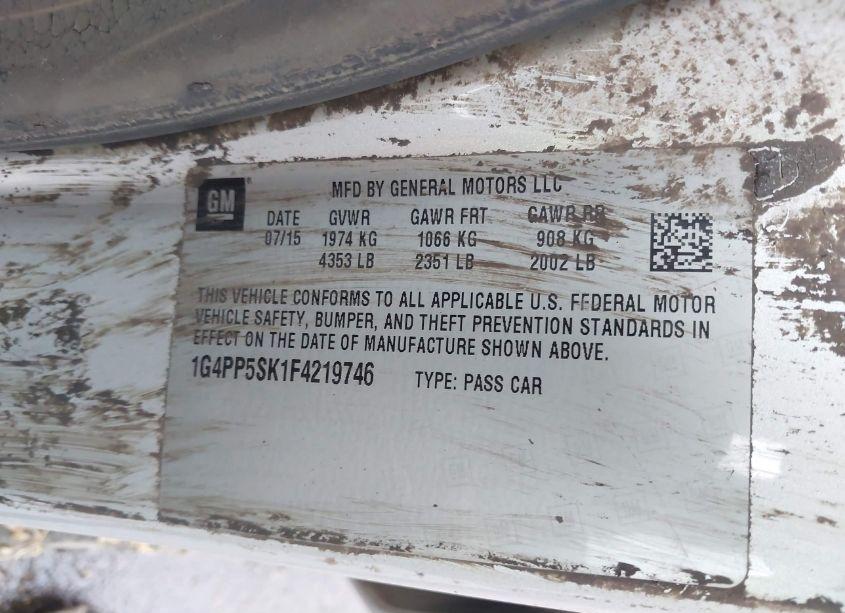 GM
MFD BY GENERAL MOTORS LLC
DATE GVWR GAWR FRT. GAWR RR
07/15 1974 KG 1066 KG 908 KG
4353 LB 2351 LB 2002 LB
THIS VEHICLE CONFORMS TO ALL APPLICABLE U.S. FEDERAL MOTOR
VEHICLE SAFETY, BUMPER, AND THEFT PREVENTION STANDARDS IN
EFFECT ON THE DATE OF MANUFACTURE SHOWN ABOVE.
1G4PP5SK1F4219746 TYPE: PASS CAR